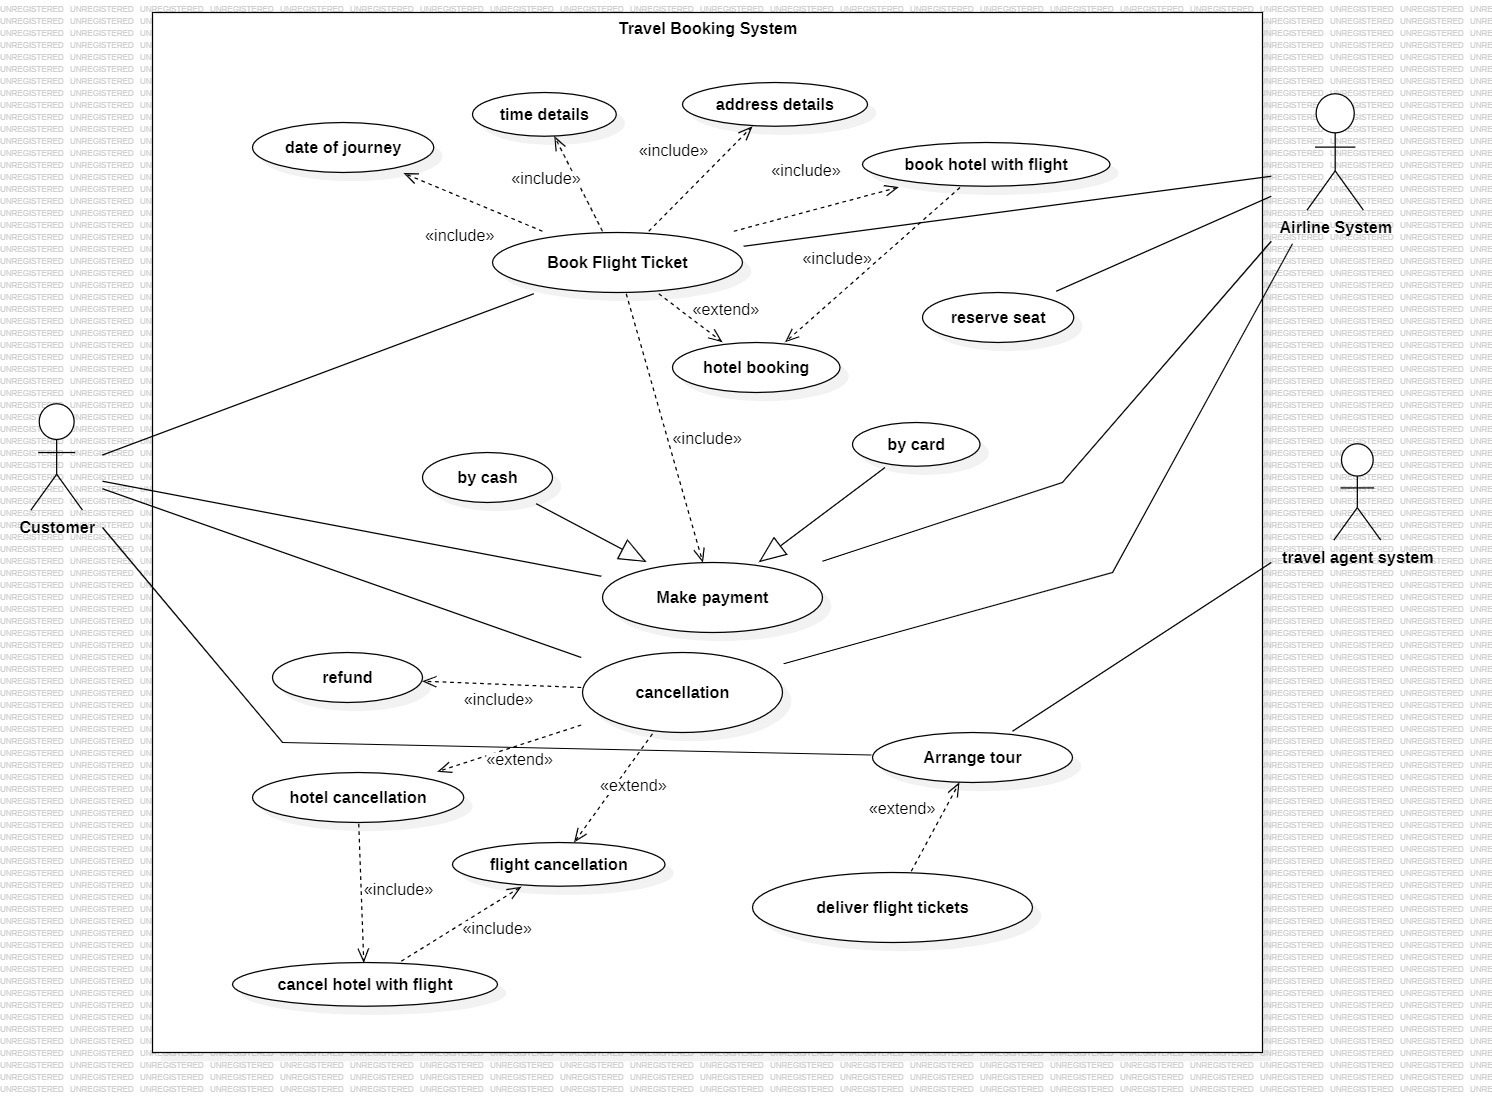 Travel Booking System
time details
address details
date of journey
«include»
book hotel with flight
«include»
«include»
«include»
Airline System
Book Flight Ticket
«include»
«extend»
reserve seat
hotel booking
«include»
by card
by cash
Customer
travel agent system
Make payment
refund
cancellation
«include»
«extend»
Arrange tour
«extend»
hotel cancellation
«extend»
flight cancellation
«include»
deliver flight tickets
«include»
cancel hotel with flight
UNREGISTERED